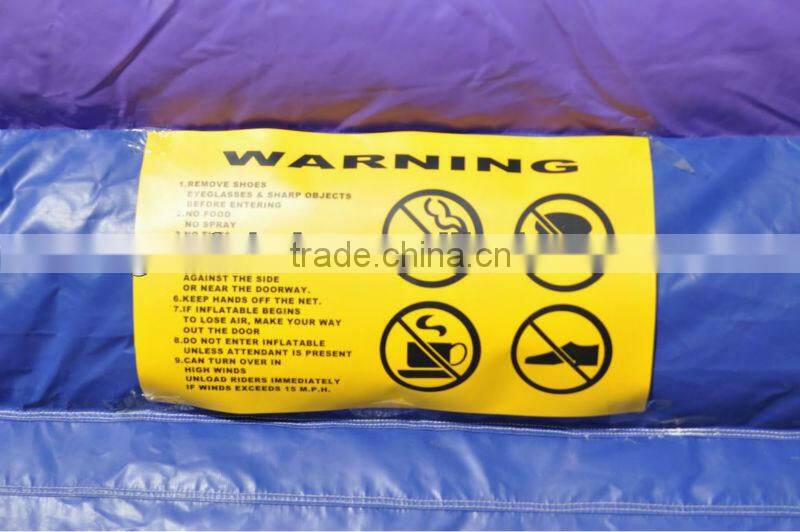 WARNING
1.REMOVE SHOES
EYEGLASSES & SHARP OBJECTS
BEFORE ENTERING
2.NO FOOD
NO SPRAY
trade.china.cn
AGAINST THE SIDE
OR NEAR THE DOORWAY.
6.KEEP HANDS OFF THE NET.
7.IF INFLATABLE BEGINS
TO LOSE AIR, MAKE YOUR WAY
OUT THE DOOR
8.DO NOT ENTER INFLATABLE
UNLESS ATTENDANT IS PRESENT
9.CAN TURN OVER IN
HIGH WINDS
UNLOAD RIDERS IMMEDIATELY
IF WINDS EXCEEDS 15 M.P.H.